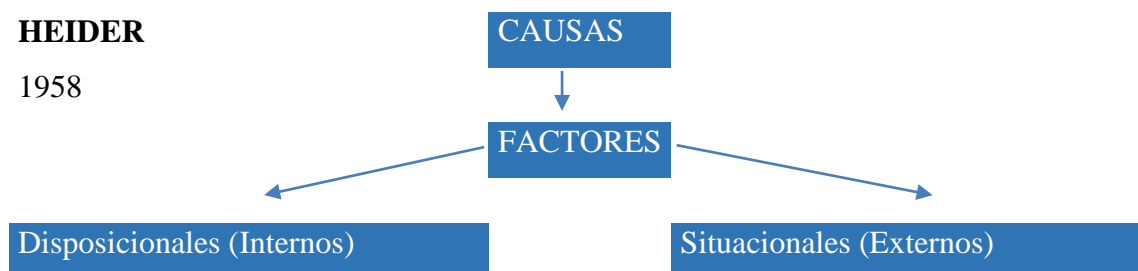 HEIDER
1958
CAUSAS
FACTORES
Disposicionales (Internos)
Situacionales (Externos)